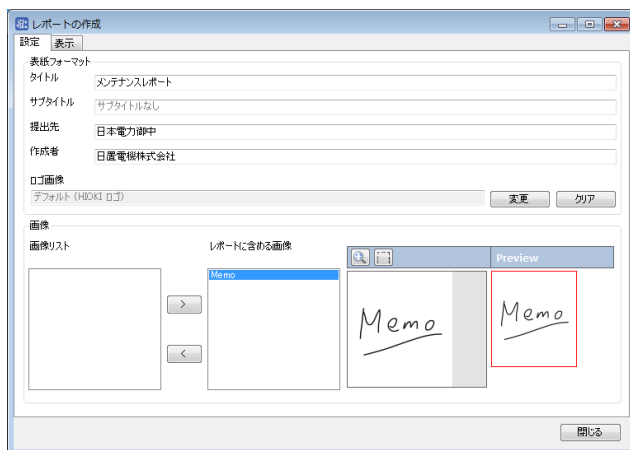 レポートの作成
設定 表示
表紙フォーマット
タイトル メンテナンスレポート
サブタイトル サブタイトルなし
提出先 日本電力御中
作成者 日置電機株式会社
ロゴ画像
デフォルト (HIOKI ロゴ) 変更 クリア
画像
画像リスト レポートに含める画像 Preview
Memo
> 
<
Memo Memo
閉じる